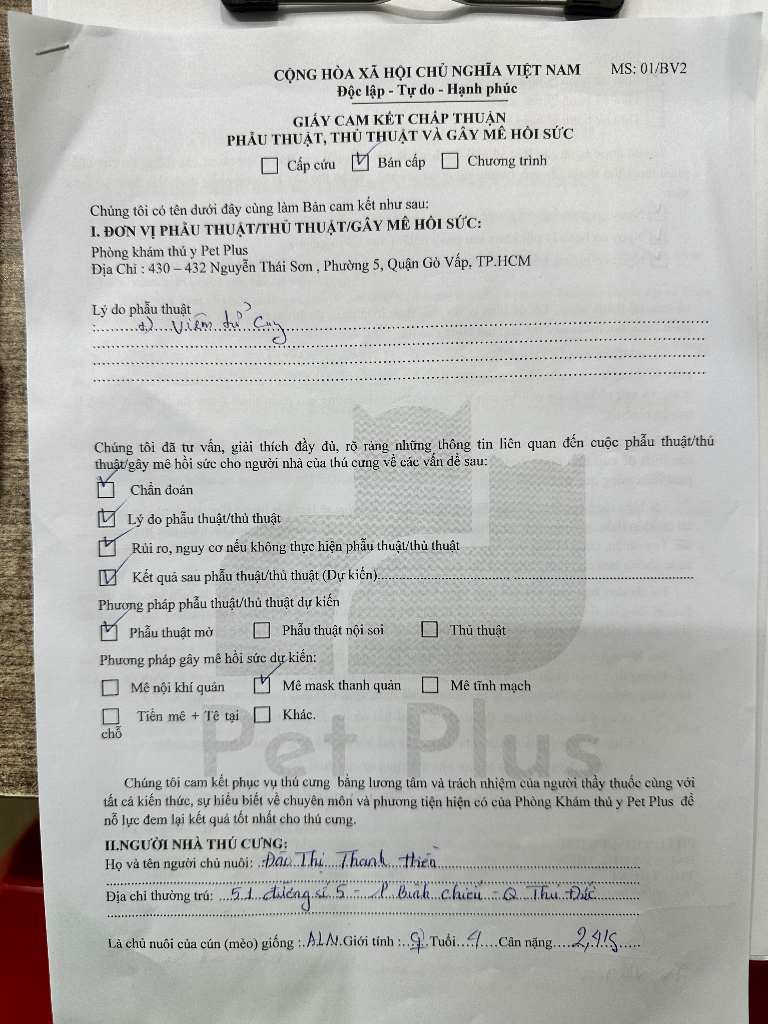 CỘNG HÒA XÃ HỘI CHỦ NGHĨA VIỆT NAM MS: 01/BV2
Độc lập - Tự do - Hạnh phúc
GIẤY CAM KẾT CHẤP THUẬN
PHẪU THUẬT, THỦ THUẬT VÀ GÂY MÊ HỒI SỨC
Cấp cứu Bán cấp Chương trình
Chúng tôi có tên dưới đây cùng làm Bản cam kết như sau:
I. ĐƠN VỊ PHẪU THUẬT/THỦ THUẬT/GÂY MÊ HỒI SỨC:
Phòng khám thú y Pet Plus
Địa Chỉ : 430 – 432 Nguyễn Thái Sơn , Phường 5, Quận Gò Vấp, TP.HCM
Lý do phẫu thuật
: Viêm tử cung
Chúng tôi đã tư vấn, giải thích đầy đủ, rõ ràng những thông tin liên quan đến cuộc phẫu thuật/thủ
thuật/gây mê hồi sức cho người nhà của thú cưng về các vấn đề sau:
Chẩn đoán
Lý do phẫu thuật/thủ thuật
Rủi ro, nguy cơ nếu không thực hiện phẫu thuật/thủ thuật
Kết quả sau phẫu thuật/thủ thuật (Dự kiến)
Phương pháp phẫu thuật/thủ thuật dự kiến
Phẫu thuật mở Phẫu thuật nội soi Thủ thuật
Phương pháp gây mê hồi sức dự kiến:
Mê nội khí quản Mê mask thanh quản Mê tĩnh mạch
Tiền mê + Tê tại Khác.
chỗ
Pet Plus
Chúng tôi cam kết phục vụ thú cưng bằng lương tâm và trách nhiệm của người thầy thuốc cùng với
tất cả kiến thức, sự hiểu biết về chuyên môn và phương tiện hiện có của Phòng Khám thú y Pet Plus để
nỗ lực đem lại kết quả tốt nhất cho thú cưng.
II.NGƯỜI NHÀ THÚ CƯNG:
Họ và tên người chủ nuôi: Đào Thị Thanh Hiền
Địa chỉ thường trú: 51 đường số 5 - P Bình Chiểu - Q Thủ Đức
Là chủ nuôi của cún (mèo) giống : ALN Giới tính : Tuổi 4 Cân nặng